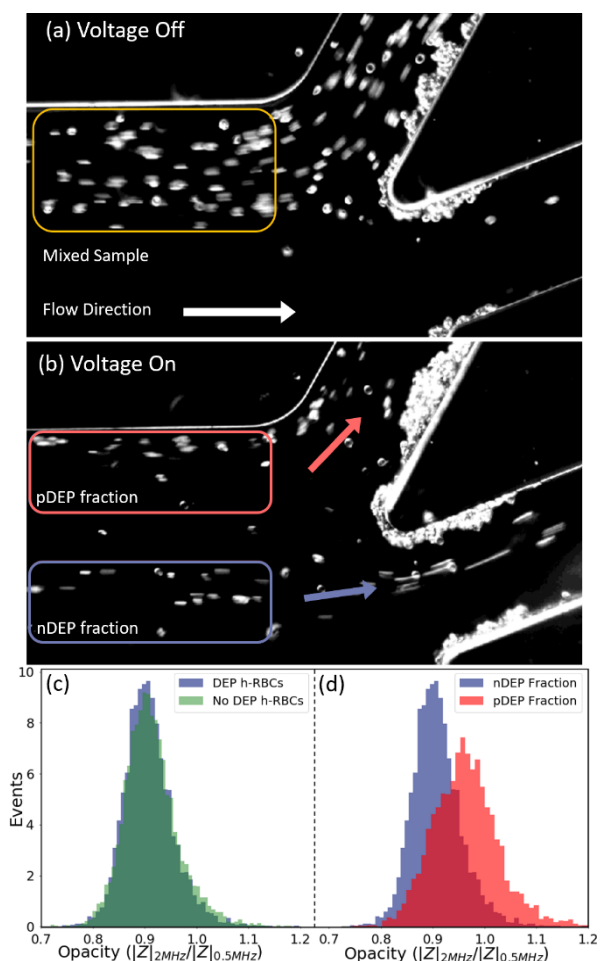 (a) Voltage Off
Mixed Sample
Flow Direction
(b) Voltage On
pDEP fraction
nDEP fraction
(c)
DEP h-RBCs
No DEP h-RBCs
(d)
nDEP Fraction
pDEP Fraction
Events
10
8
6
4
2
0
0.7 0.8 0.9 1.0 1.1 1.2
Opacity (|Z|2MHz/|Z|0.5MHz)
0.7 0.8 0.9 1.0 1.1 1.2
Opacity (|Z|2MHz/|Z|0.5MHz)